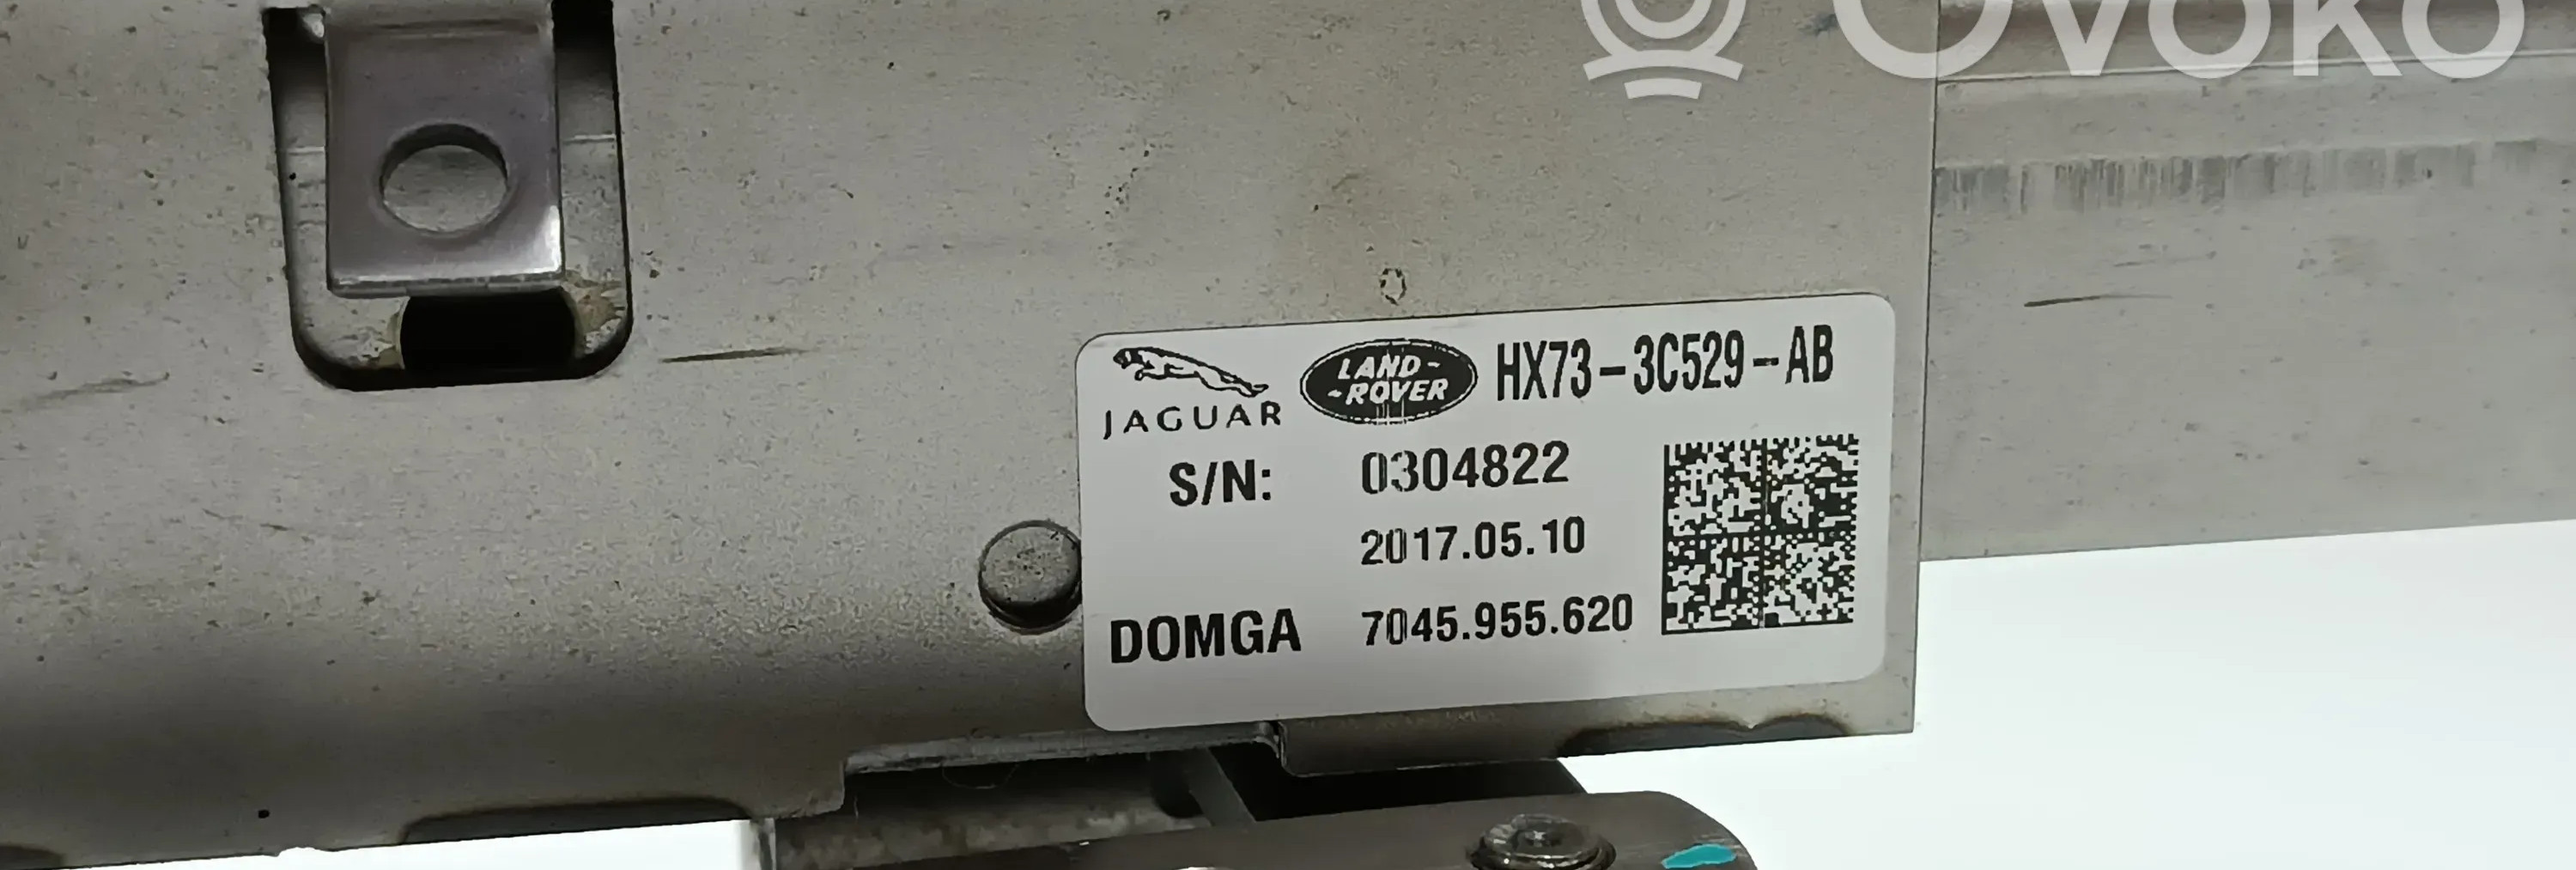 Ovoko
JAGUAR
LAND-
-ROVER
HX73-3C529-AB
S/N: 0304822
2017.05.10
DOMGA 7045.955.620